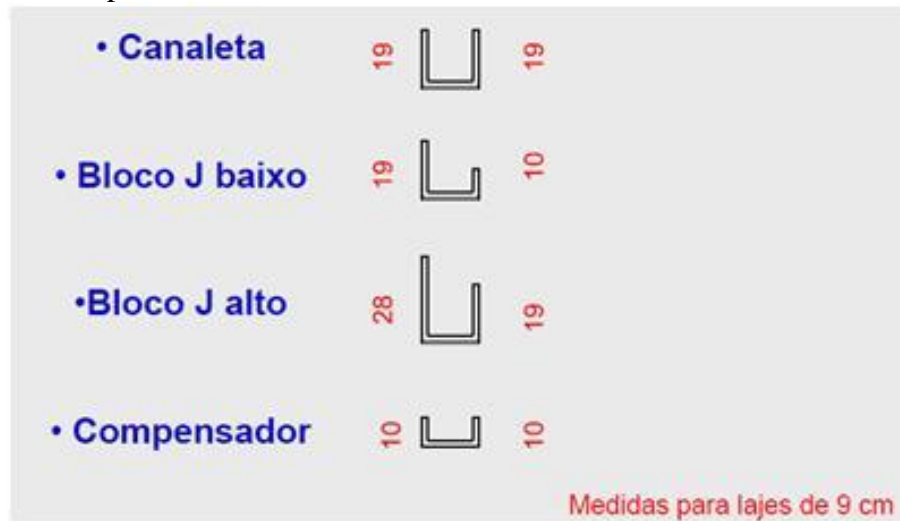 • Canaleta 19 19
• Bloco J baixo 19 10
•Bloco J alto 28 19
• Compensador 10 10
Medidas para lajes de 9 cm